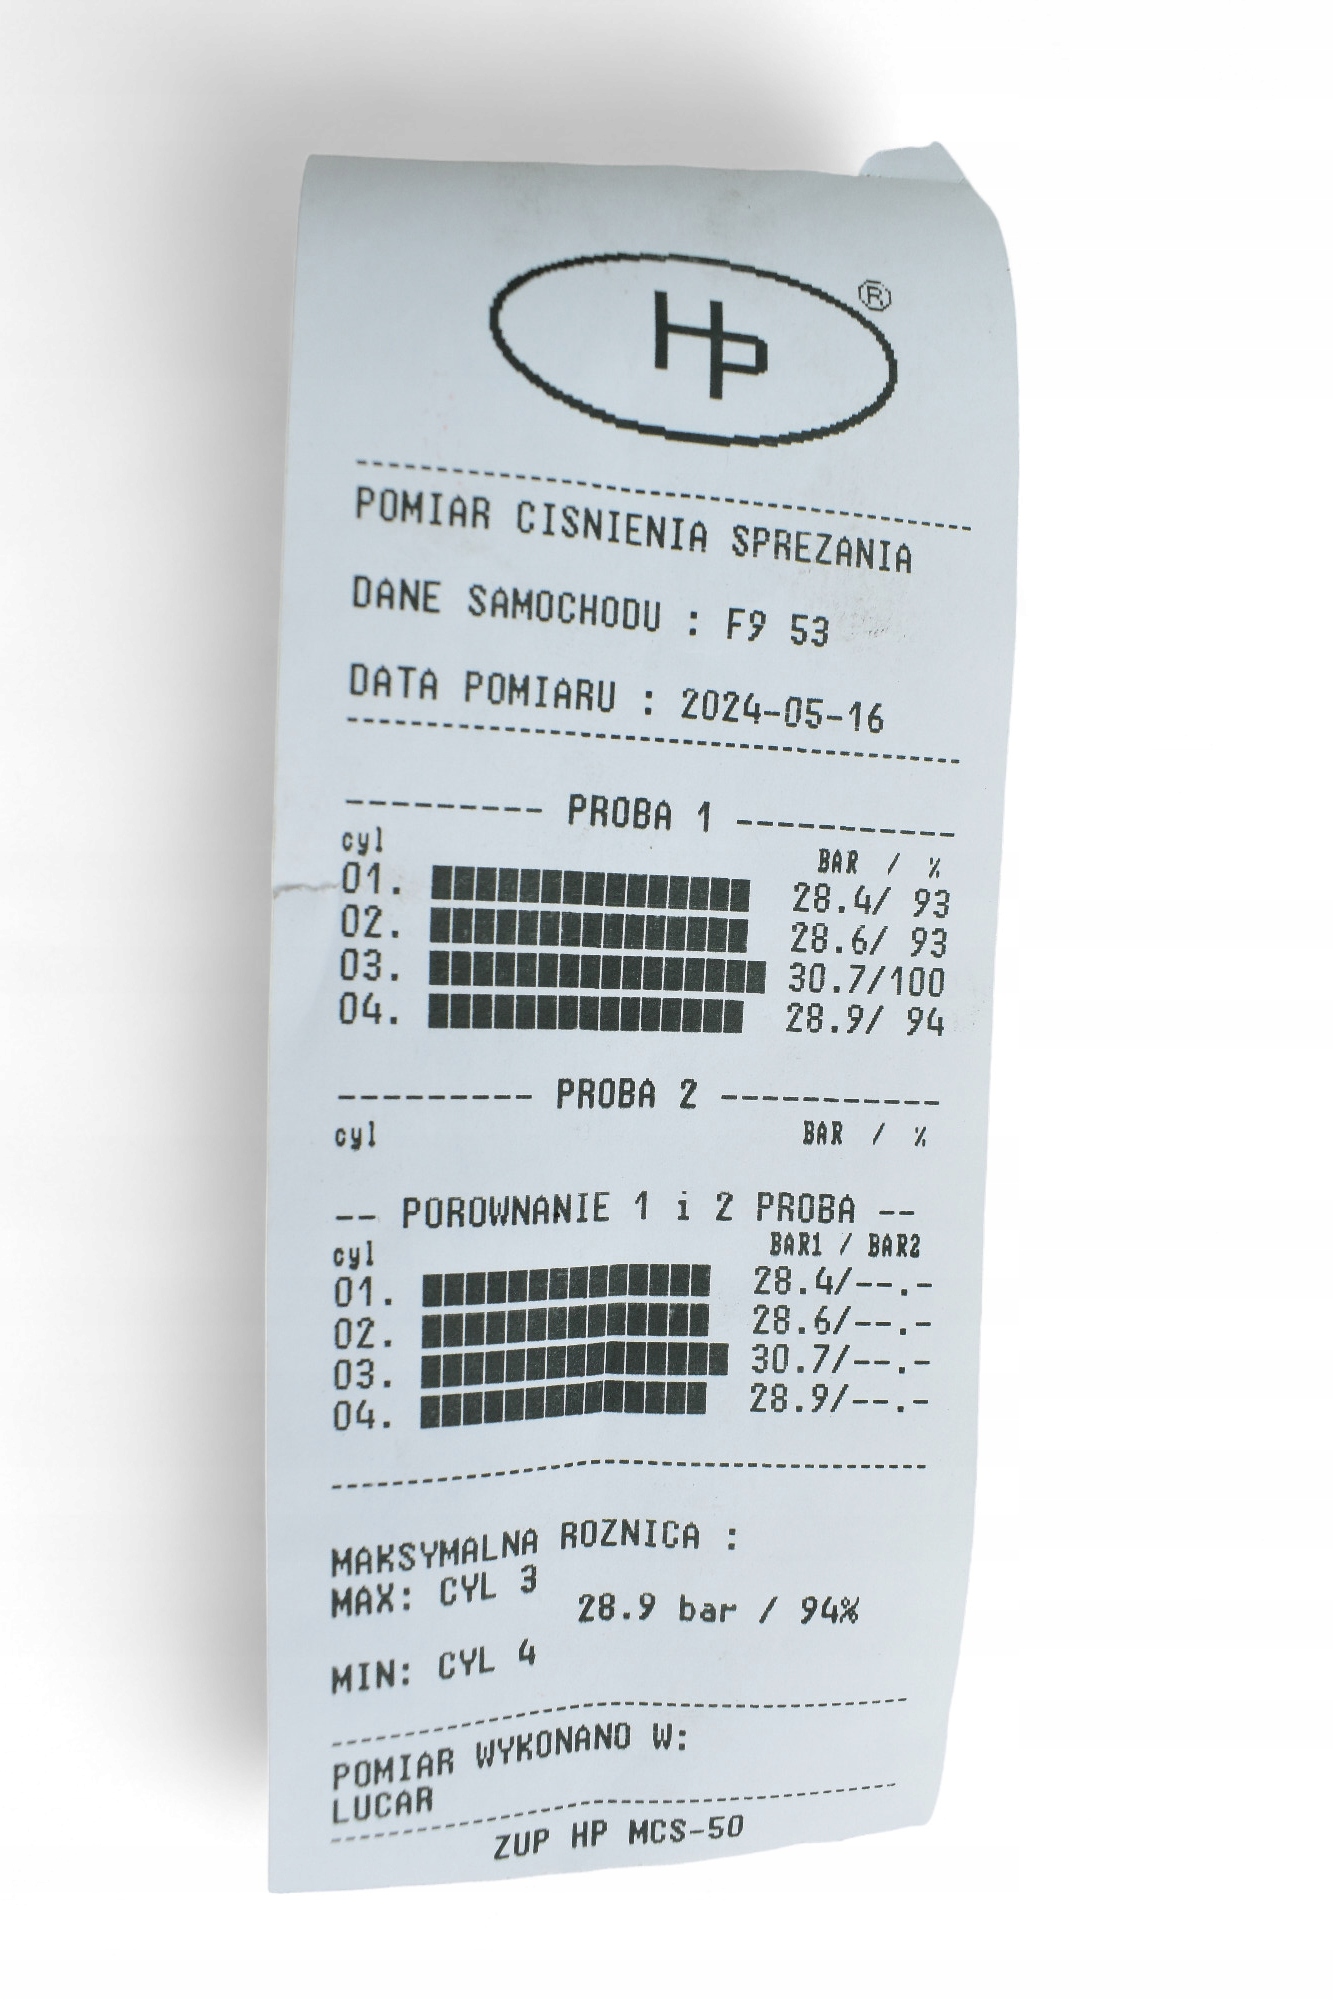 HP ®
POMIAR CISNIENIA SPREZANIA
DANE SAMOCHODU : F9 53
DATA POMIARU : 2024-05-16
--------- PROBA 1 -----------
cyl BAR / %
01. 28.4/ 93
02. 28.6/ 93
03. 30.7/100
04. 28.9/ 94
--------- PROBA 2 -----------
cyl BAR / %
-- POROWNANIE 1 i 2 PROBA --
cyl BAR1 / BAR2
01. 28.4/--.-
02. 28.6/--.-
03. 30.7/--.-
04. 28.9/--.-
MAKSYMALNA ROZNICA :
MAX: CYL 3
28.9 bar / 94%
MIN: CYL 4
POMIAR WYKONANO W:
LUCAR
ZUP HP MCS-50